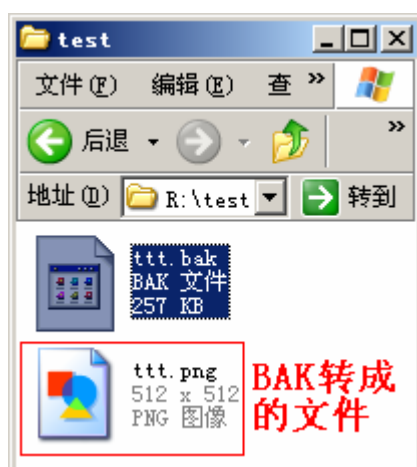 test
文件(F) 编辑(E) 查 »
后退 »
地址(D) R:\test 转到
ttt.bak
BAK 文件
257 KB
ttt.png
512 x 512
PNG 图像
BAK转成
的文件